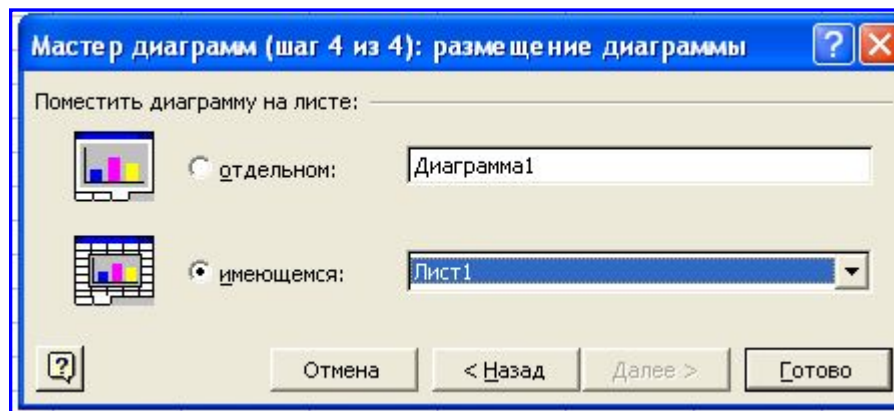 Мастер диаграмм (шаг 4 из 4): размещение диаграммы
Поместить диаграмму на листе:
отдельном: Диаграмма1
имеющемся: Лист1
Отмена < Назад Далее > Готово